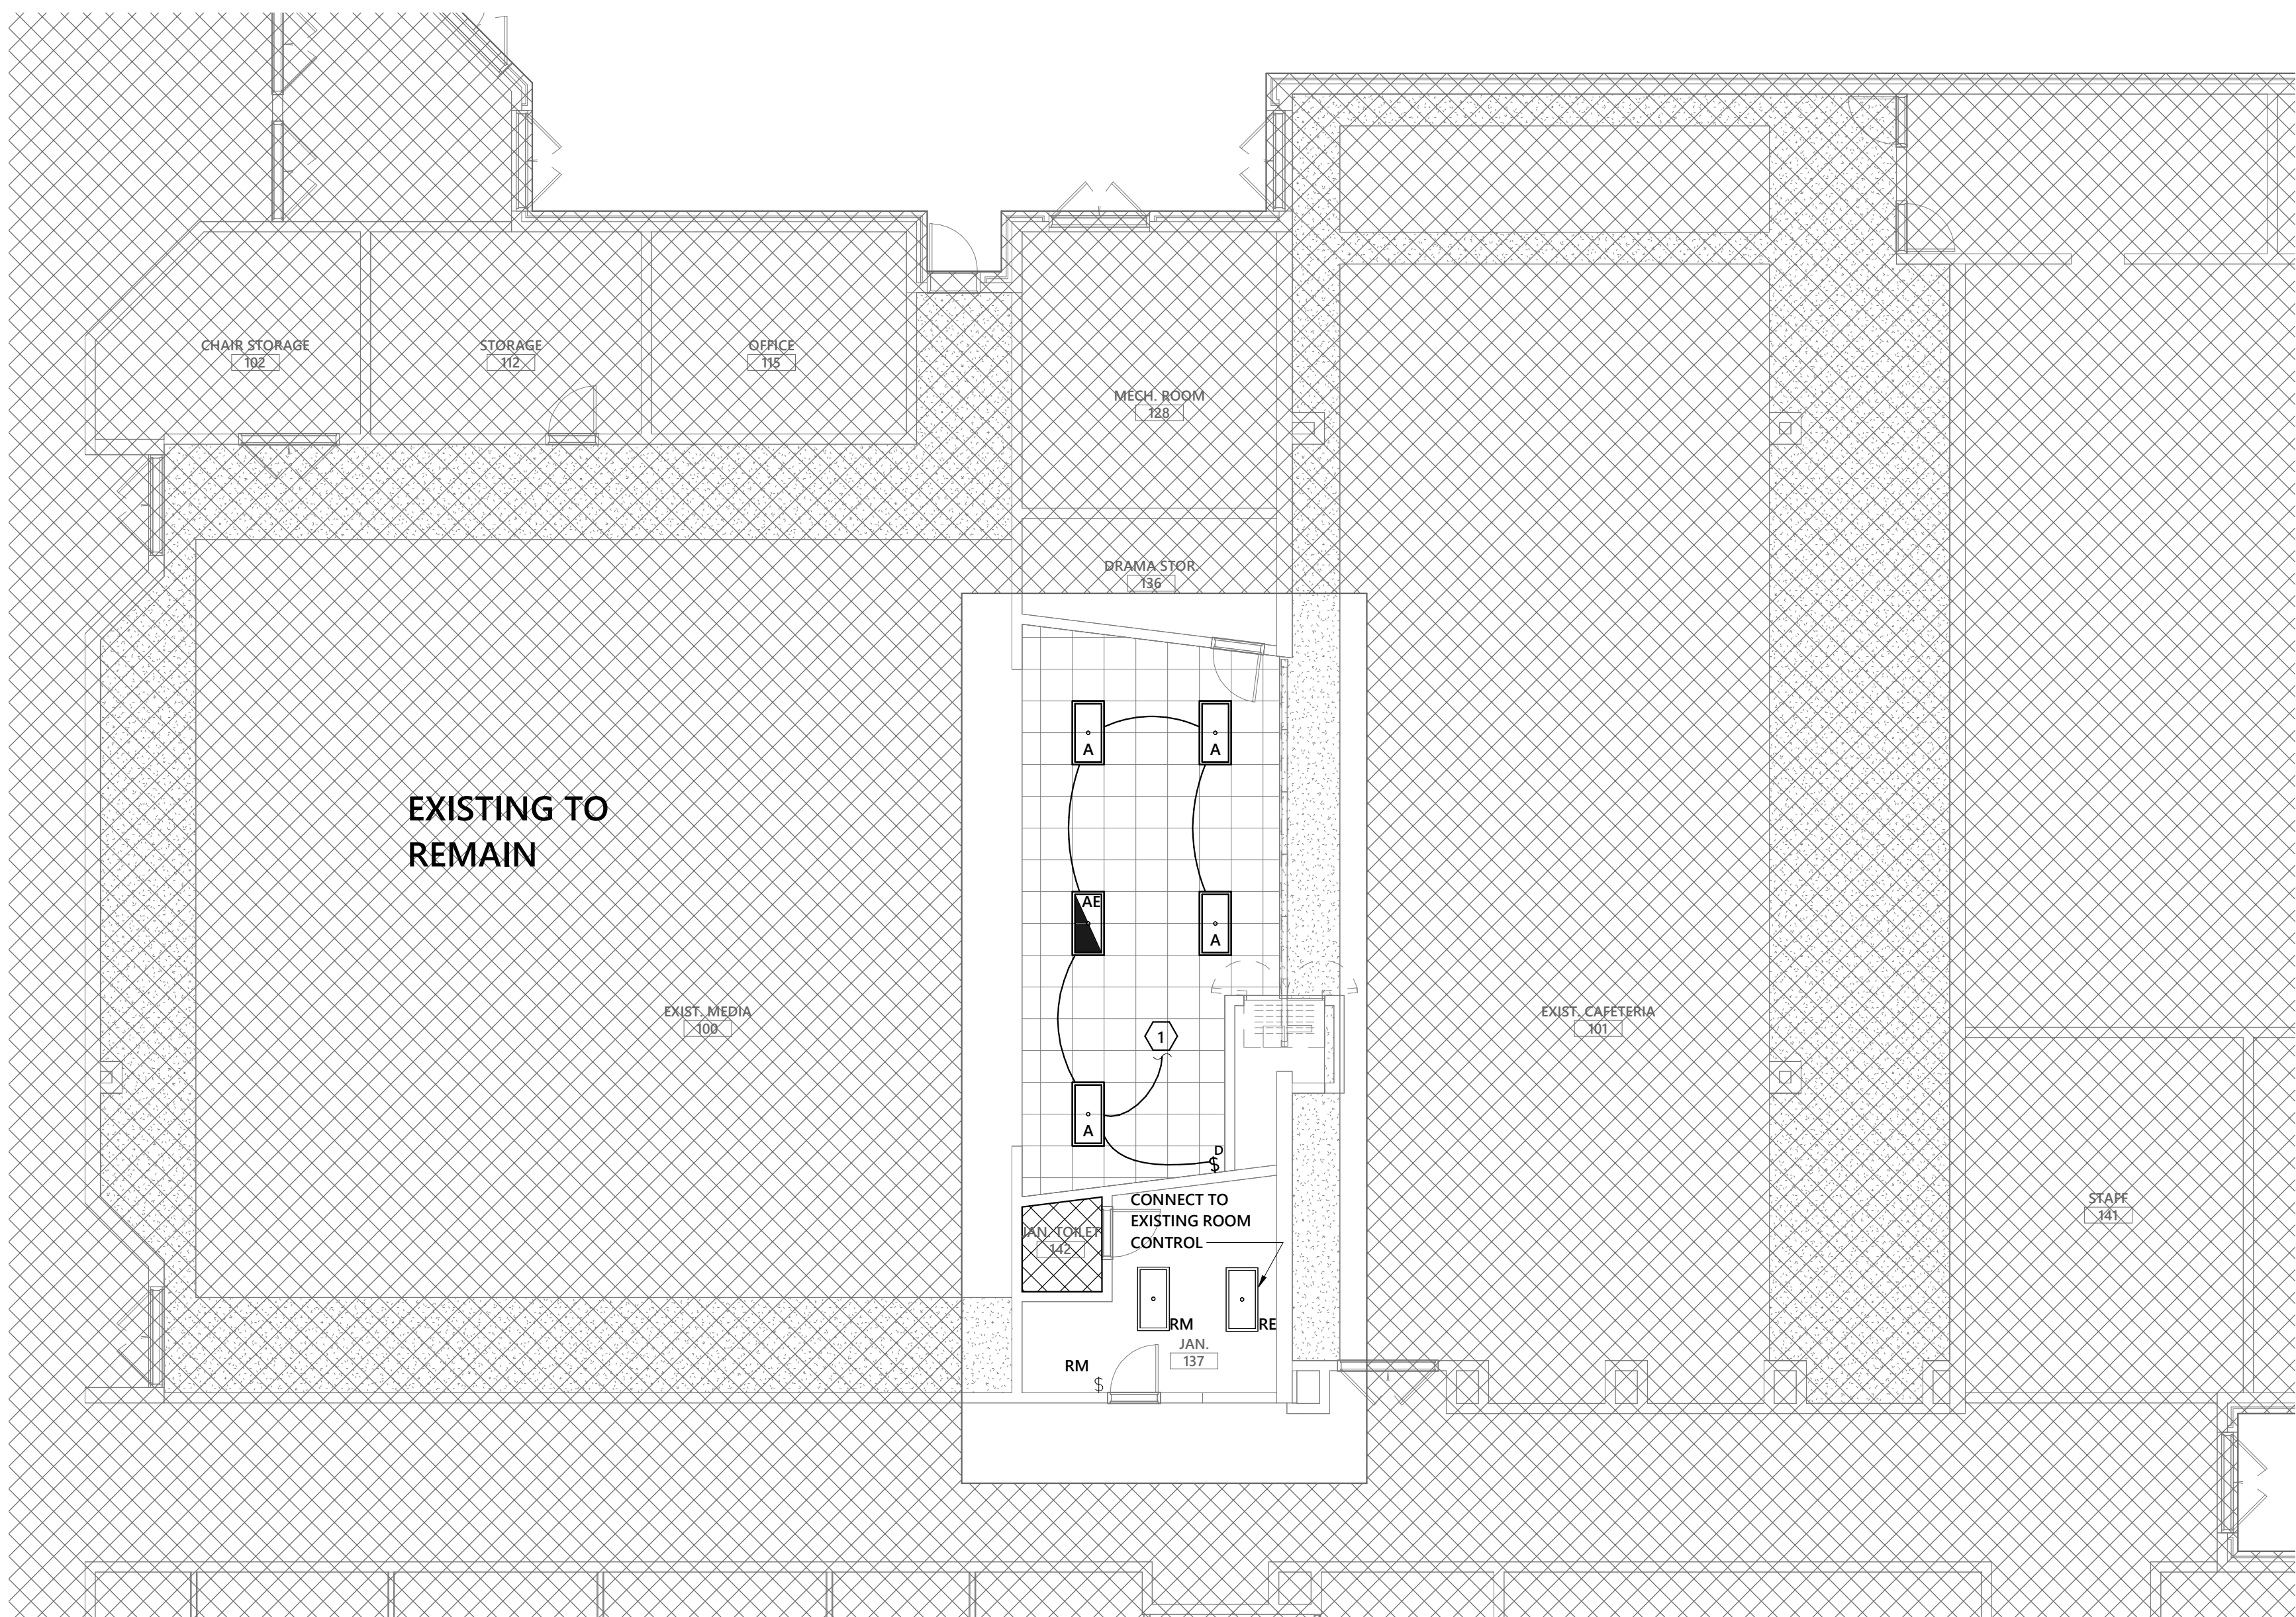 CHAIR STORAGE
102
STORAGE
112
OFFICE
115
MECH. ROOM
128
DRAMA STOR.
136
A
A
EXISTING TO
REMAIN
AE
A
EXIST. MEDIA
100
EXIST. CAFETERIA
101
1
A
D
$
CONNECT TO
EXISTING ROOM
CONTROL
JAN. TOILET
142
STAFF
141
RM
RE
JAN.
137
RM
$